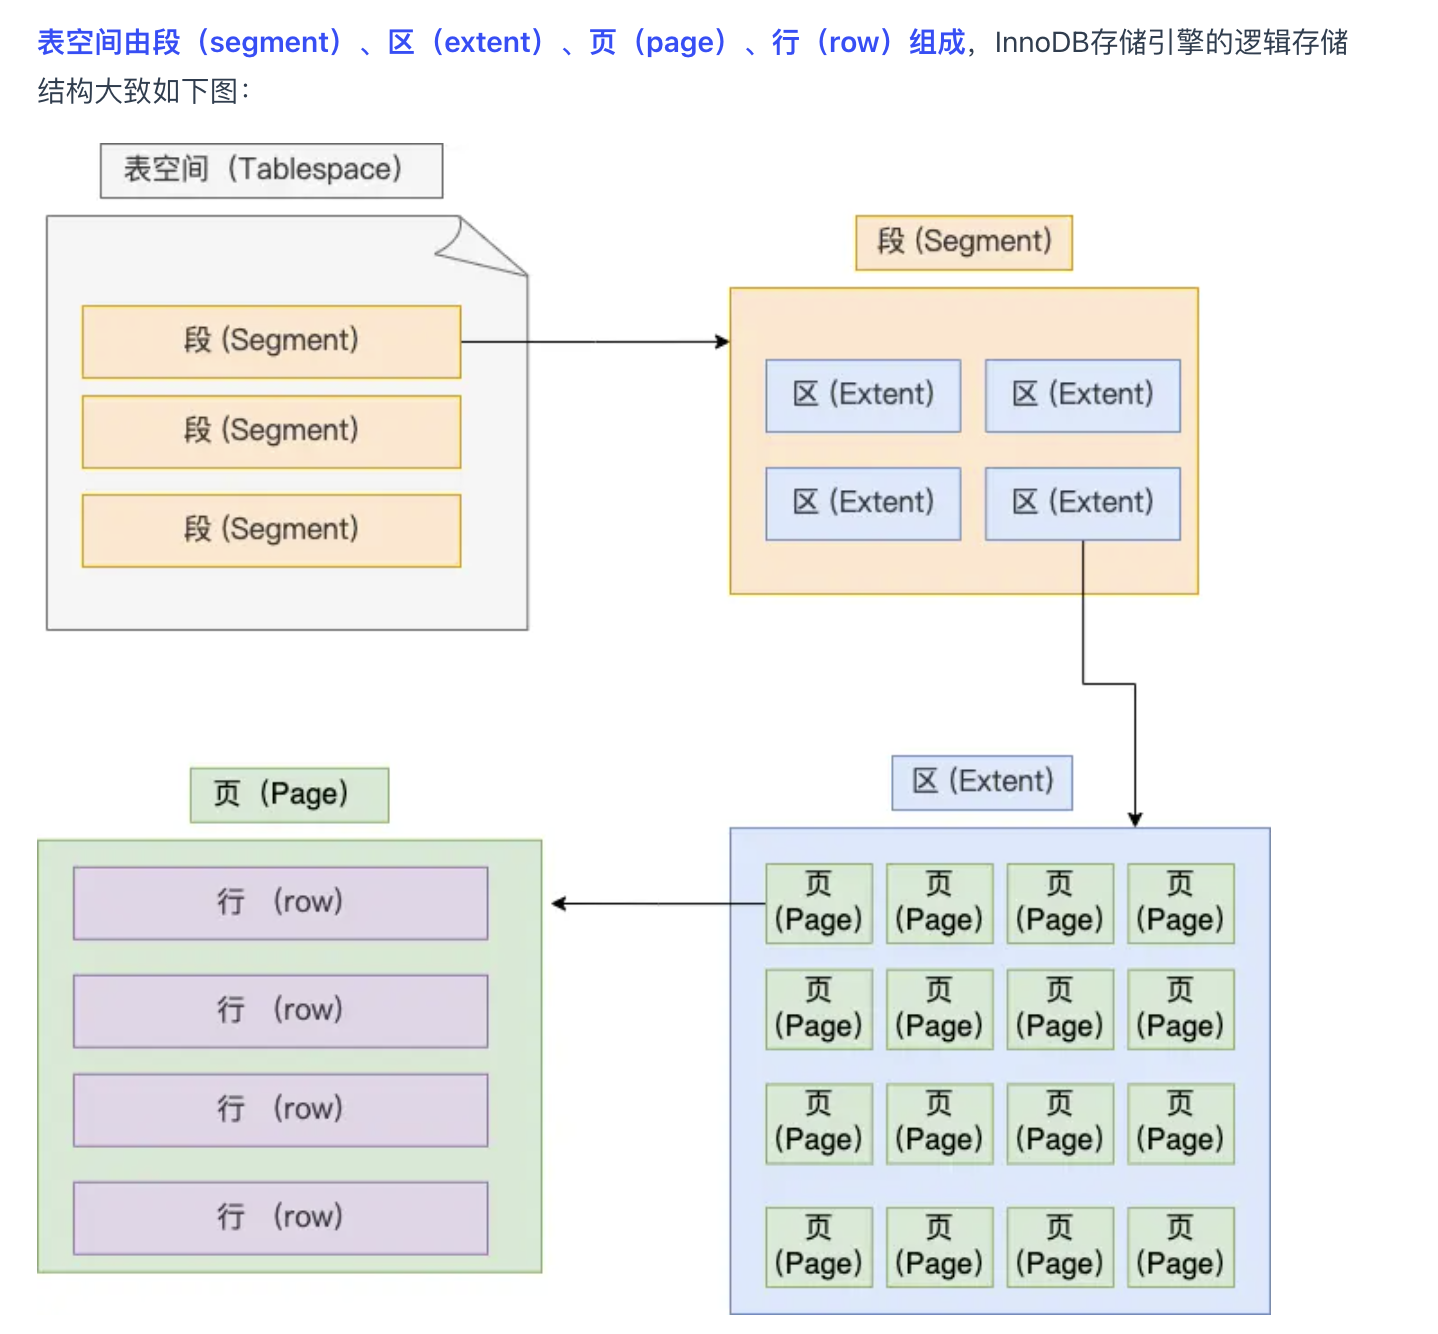 表空间由段（segment）、区（extent）、页（page）、行（row）组成，InnoDB存储引擎的逻辑存储
结构大致如下图：
表空间（Tablespace）
段 (Segment)
段 (Segment)
段 (Segment)
段 (Segment)
区 (Extent)
区 (Extent)
区 (Extent)
区 (Extent)
页（Page）
行 （row）
行 （row）
行 （row）
行 （row）
区 (Extent)
页
(Page)
页
(Page)
页
(Page)
页
(Page)
页
(Page)
页
(Page)
页
(Page)
页
(Page)
页
(Page)
页
(Page)
页
(Page)
页
(Page)
页
(Page)
页
(Page)
页
(Page)
页
(Page)